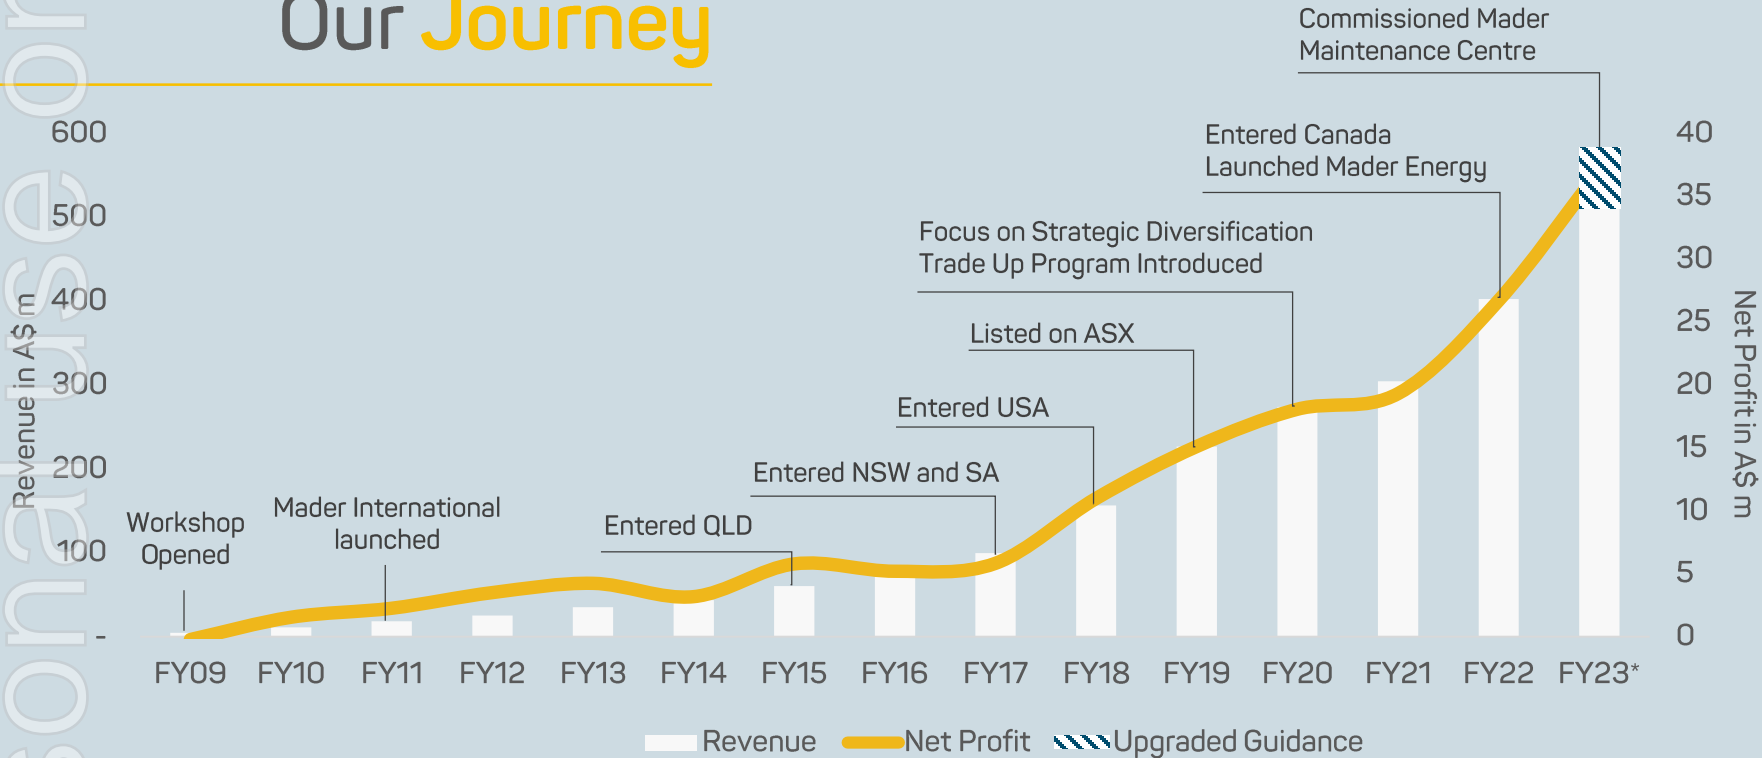 Our Journey
Commissioned Mader
Maintenance Centre
600
40
Entered Canada
Launched Mader Energy
500
35
Focus on Strategic Diversification
Trade Up Program Introduced
30
400
25
Listed on ASX
300
20
Entered USA
200
15
Entered NSW and SA
Mader International
launched
10
Workshop
Opened
Entered QLD
100
5
-
0
Revenue in A$ m
Net Profit in A$ m
FY09 FY10 FY11 FY12 FY13 FY14 FY15 FY16 FY17 FY18 FY19 FY20 FY21 FY22 FY23*
Revenue Net Profit Upgraded Guidance
sonal use on